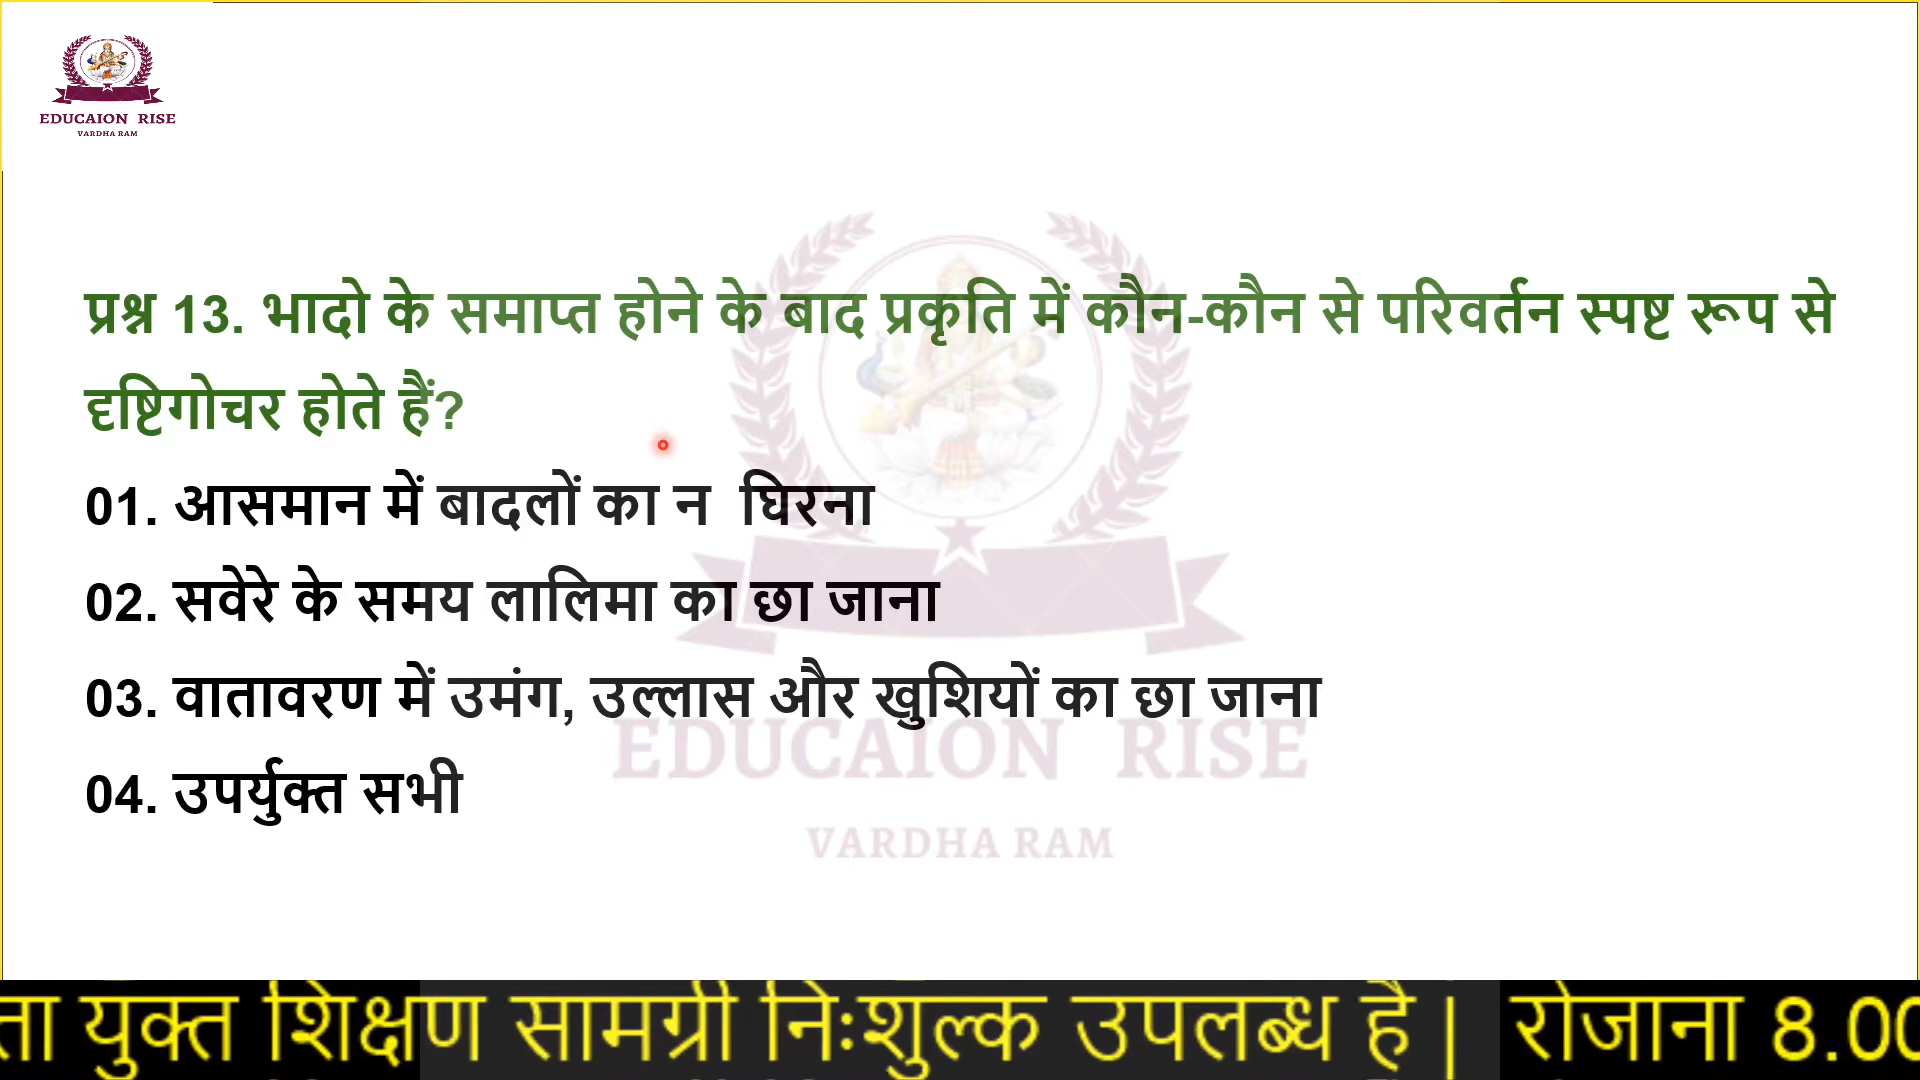 EDUCAION RISE
VARDHA RAM
प्रश्न 13. भादो के समाप्त होने के बाद प्रकृति में कौन-कौन से परिवर्तन स्पष्ट रूप से
दृष्टिगोचर होते हैं?
01. आसमान में बादलों का न घिरना
02. सवेरे के समय लालिमा का छा जाना
03. वातावरण में उमंग, उल्लास और खुशियों का छा जाना
EDUCAION RISE
04. उपर्युक्त सभी
VARDHA RAM
ता युक्त शिक्षण सामग्री निःशुल्क उपलब्ध है | रोजाना 8.00